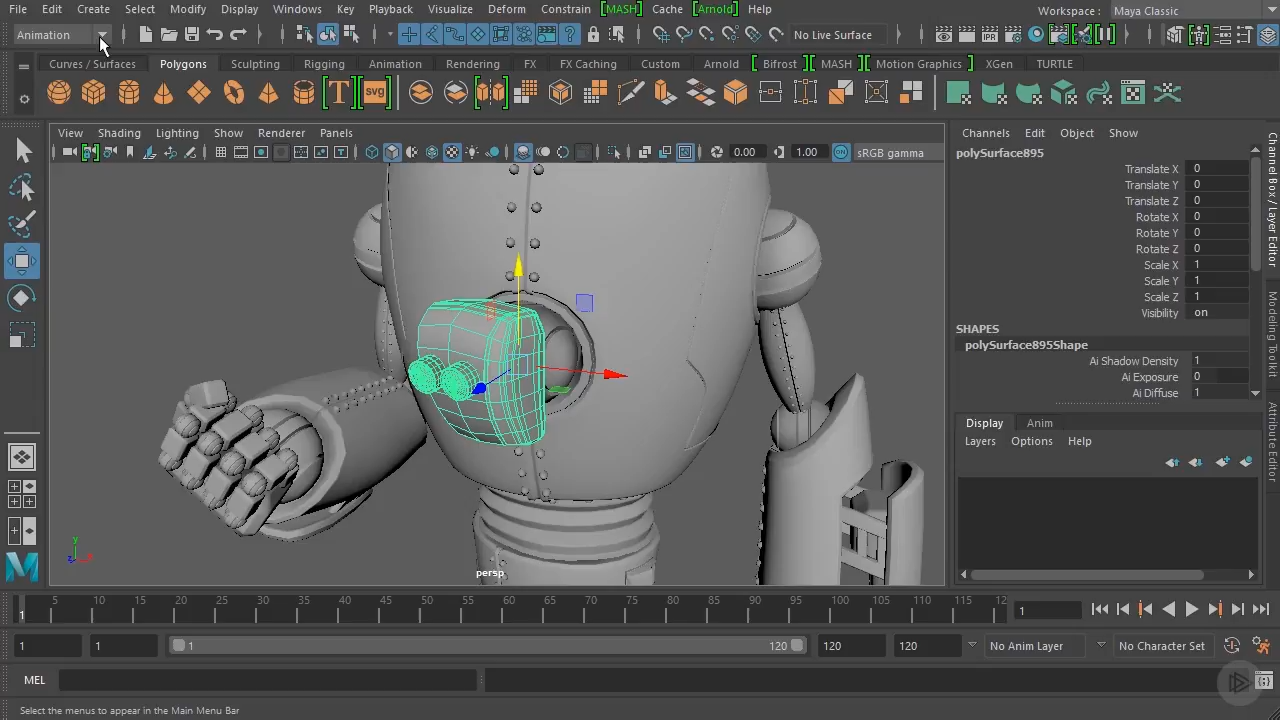 File Edit Create Select Modify Display Windows Key Playback Visualize Deform Constrain [MASH] Cache [Arnold] Help
Workspace : Maya Classic
Animation
No Live Surface
Curves / Surfaces Polygons Sculpting Rigging Animation Rendering FX FX Caching Custom Arnold Bifrost MASH Motion Graphics XGen TURTLE
View Shading Lighting Show Renderer Panels
0.00 1.00 ON sRGB gamma
Channels Edit Object Show
polySurface895
Translate X 0
Translate Y 0
Translate Z 0
Rotate X 0
Rotate Y 0
Rotate Z 0
Scale X 1
Scale Y 1
Scale Z 1
Visibility on
SHAPES
polySurface895Shape
Ai Shadow Density 1
Ai Exposure 0
Ai Diffuse 1
Display Anim
Layers Options Help
Channel Box / Layer Editor
Modeling Toolkit
Attribute Editor
persp
1 5 10 15 20 25 30 35 40 45 50 55 60 65 70 75 80 85 90 95 100 105 110 115 12
1
1 1 1 120 120 120 No Anim Layer No Character Set
MEL
Select the menus to appear in the Main Menu Bar